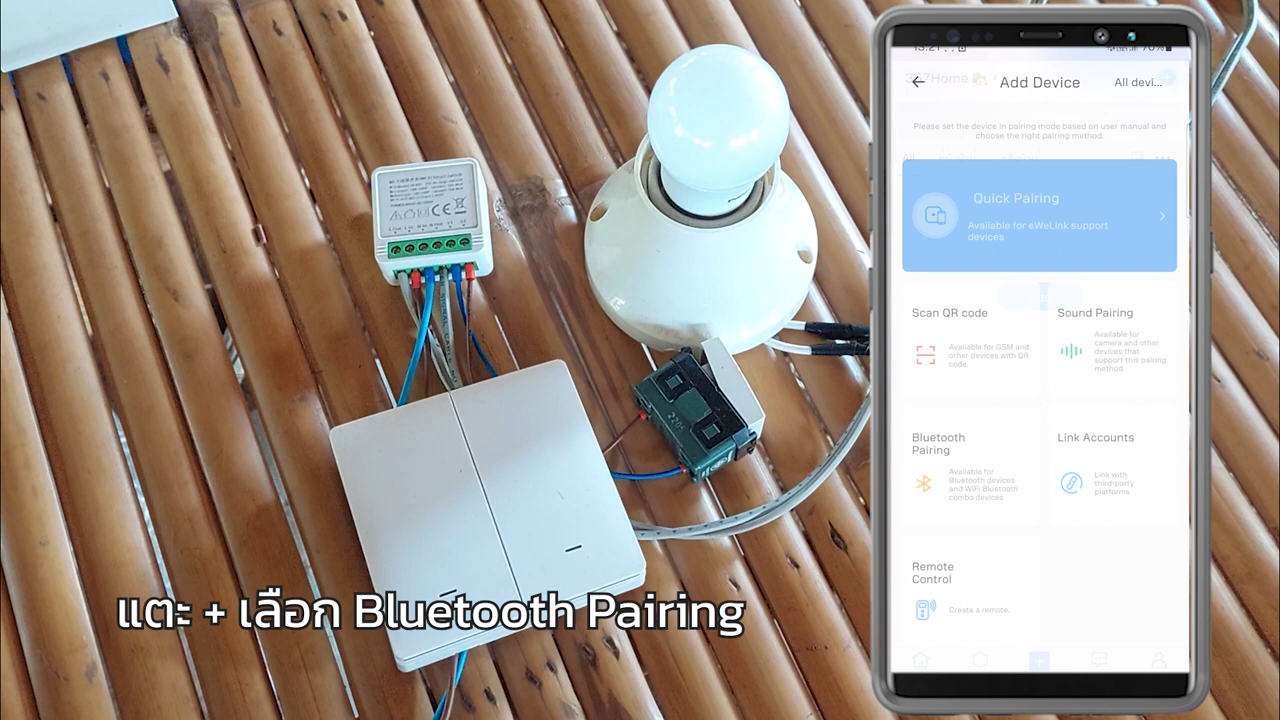 แตะ + เลือก Bluetooth Pairing
Add Device
All devi...
Please set the device in pairing mode based on user manual and
choose the right pairing method.
Quick Pairing
Available for eWeLink support
devices
Scan QR code
Available for GSM and
other devices with QR
code.
Sound Pairing
Available for
camera and other
devices that
support this pairing
method.
Bluetooth
Pairing
Available for
Bluetooth devices
and WiFi Bluetooth
combo devices
Link Accounts
Link with
third-party
platforms
Remote
Control
Create a remote.